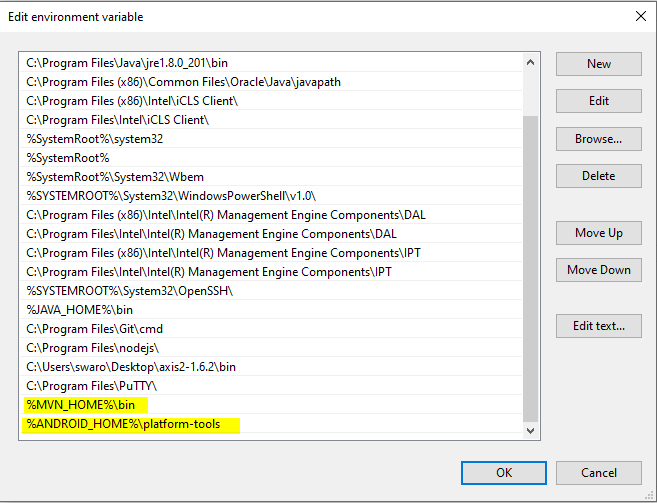 Edit environment variable
C:\Program Files\Java\jre1.8.0_201\bin
C:\Program Files (x86)\Common Files\Oracle\Java\javapath
C:\Program Files (x86)\Intel\iCLS Client\
C:\Program Files\Intel\iCLS Client\
%SystemRoot%\system32
%SystemRoot%
%SystemRoot%\System32\Wbem
%SYSTEMROOT%\System32\WindowsPowerShell\v1.0\
C:\Program Files (x86)\Intel\Intel(R) Management Engine Components\DAL
C:\Program Files\Intel\Intel(R) Management Engine Components\DAL
C:\Program Files (x86)\Intel\Intel(R) Management Engine Components\IPT
C:\Program Files\Intel\Intel(R) Management Engine Components\IPT
%SYSTEMROOT%\System32\OpenSSH\
%JAVA_HOME%\bin
C:\Program Files\Git\cmd
C:\Program Files\nodejs\
C:\Users\swaro\Desktop\axis2-1.6.2\bin
C:\Program Files\PuTTY\
%MVN_HOME%\bin
%ANDROID_HOME%\platform-tools
New
Edit
Browse...
Delete
Move Up
Move Down
Edit text...
OK
Cancel